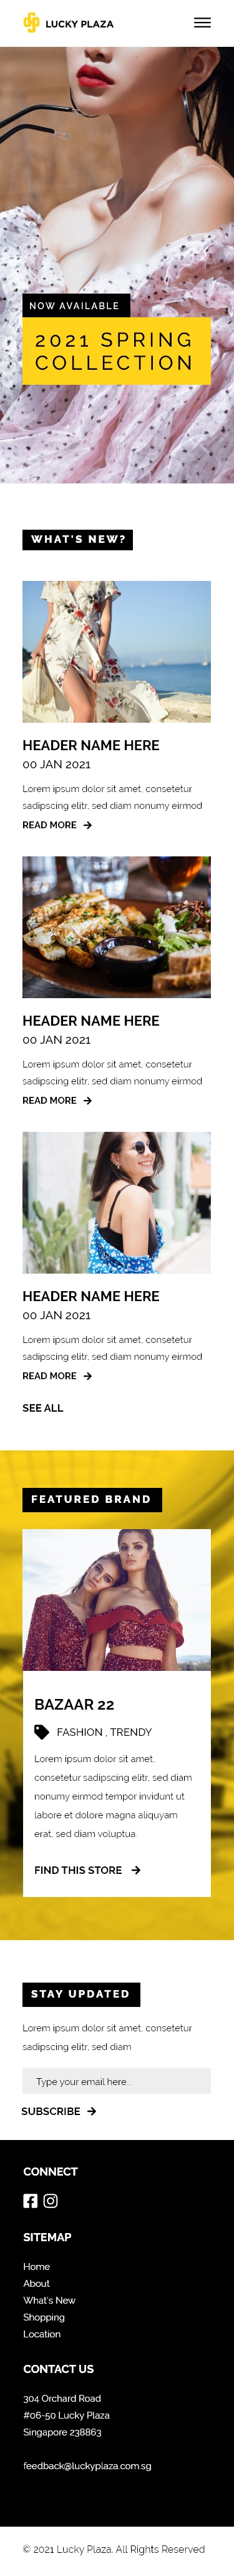 LUCKY PLAZA
NOW AVAILABLE
2021 SPRING
COLLECTION
WHAT'S NEW?
HEADER NAME HERE
00 JAN 2021
Lorem ipsum dolor sit amet, consetetur
sadipscing elitr, sed diam nonumy eirmod
READ MORE
HEADER NAME HERE
00 JAN 2021
Lorem ipsum dolor sit amet, consetetur
sadipscing elitr, sed diam nonumy eirmod
READ MORE
HEADER NAME HERE
00 JAN 2021
Lorem ipsum dolor sit amet, consetetur
sadipscing elitr, sed diam nonumy eirmod
READ MORE
SEE ALL
FEATURED BRAND
BAZAAR 22
FASHION , TRENDY
Lorem ipsum dolor sit amet,
consetetur sadipscing elitr, sed diam
nonumy eirmod tempor invidunt ut
labore et dolore magna aliquyam
erat, sed diam voluptua.
FIND THIS STORE
STAY UPDATED
Lorem ipsum dolor sit amet, consetetur
sadipscing elitr, sed diam
Type your email here...
SUBSCRIBE
CONNECT
SITEMAP
Home
About
What's New
Shopping
Location
CONTACT US
304 Orchard Road
#06-50 Lucky Plaza
Singapore 238863
feedback@luckyplaza.com.sg
© 2021 Lucky Plaza. All Rights Reserved